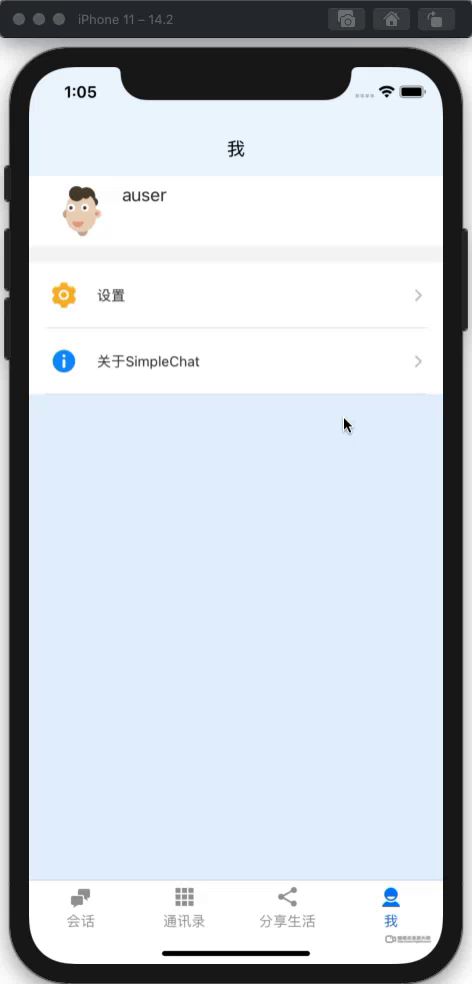 iPhone 11 – 14.2
1:05
我
auser
设置
关于SimpleChat
会话
通讯录
分享生活
我